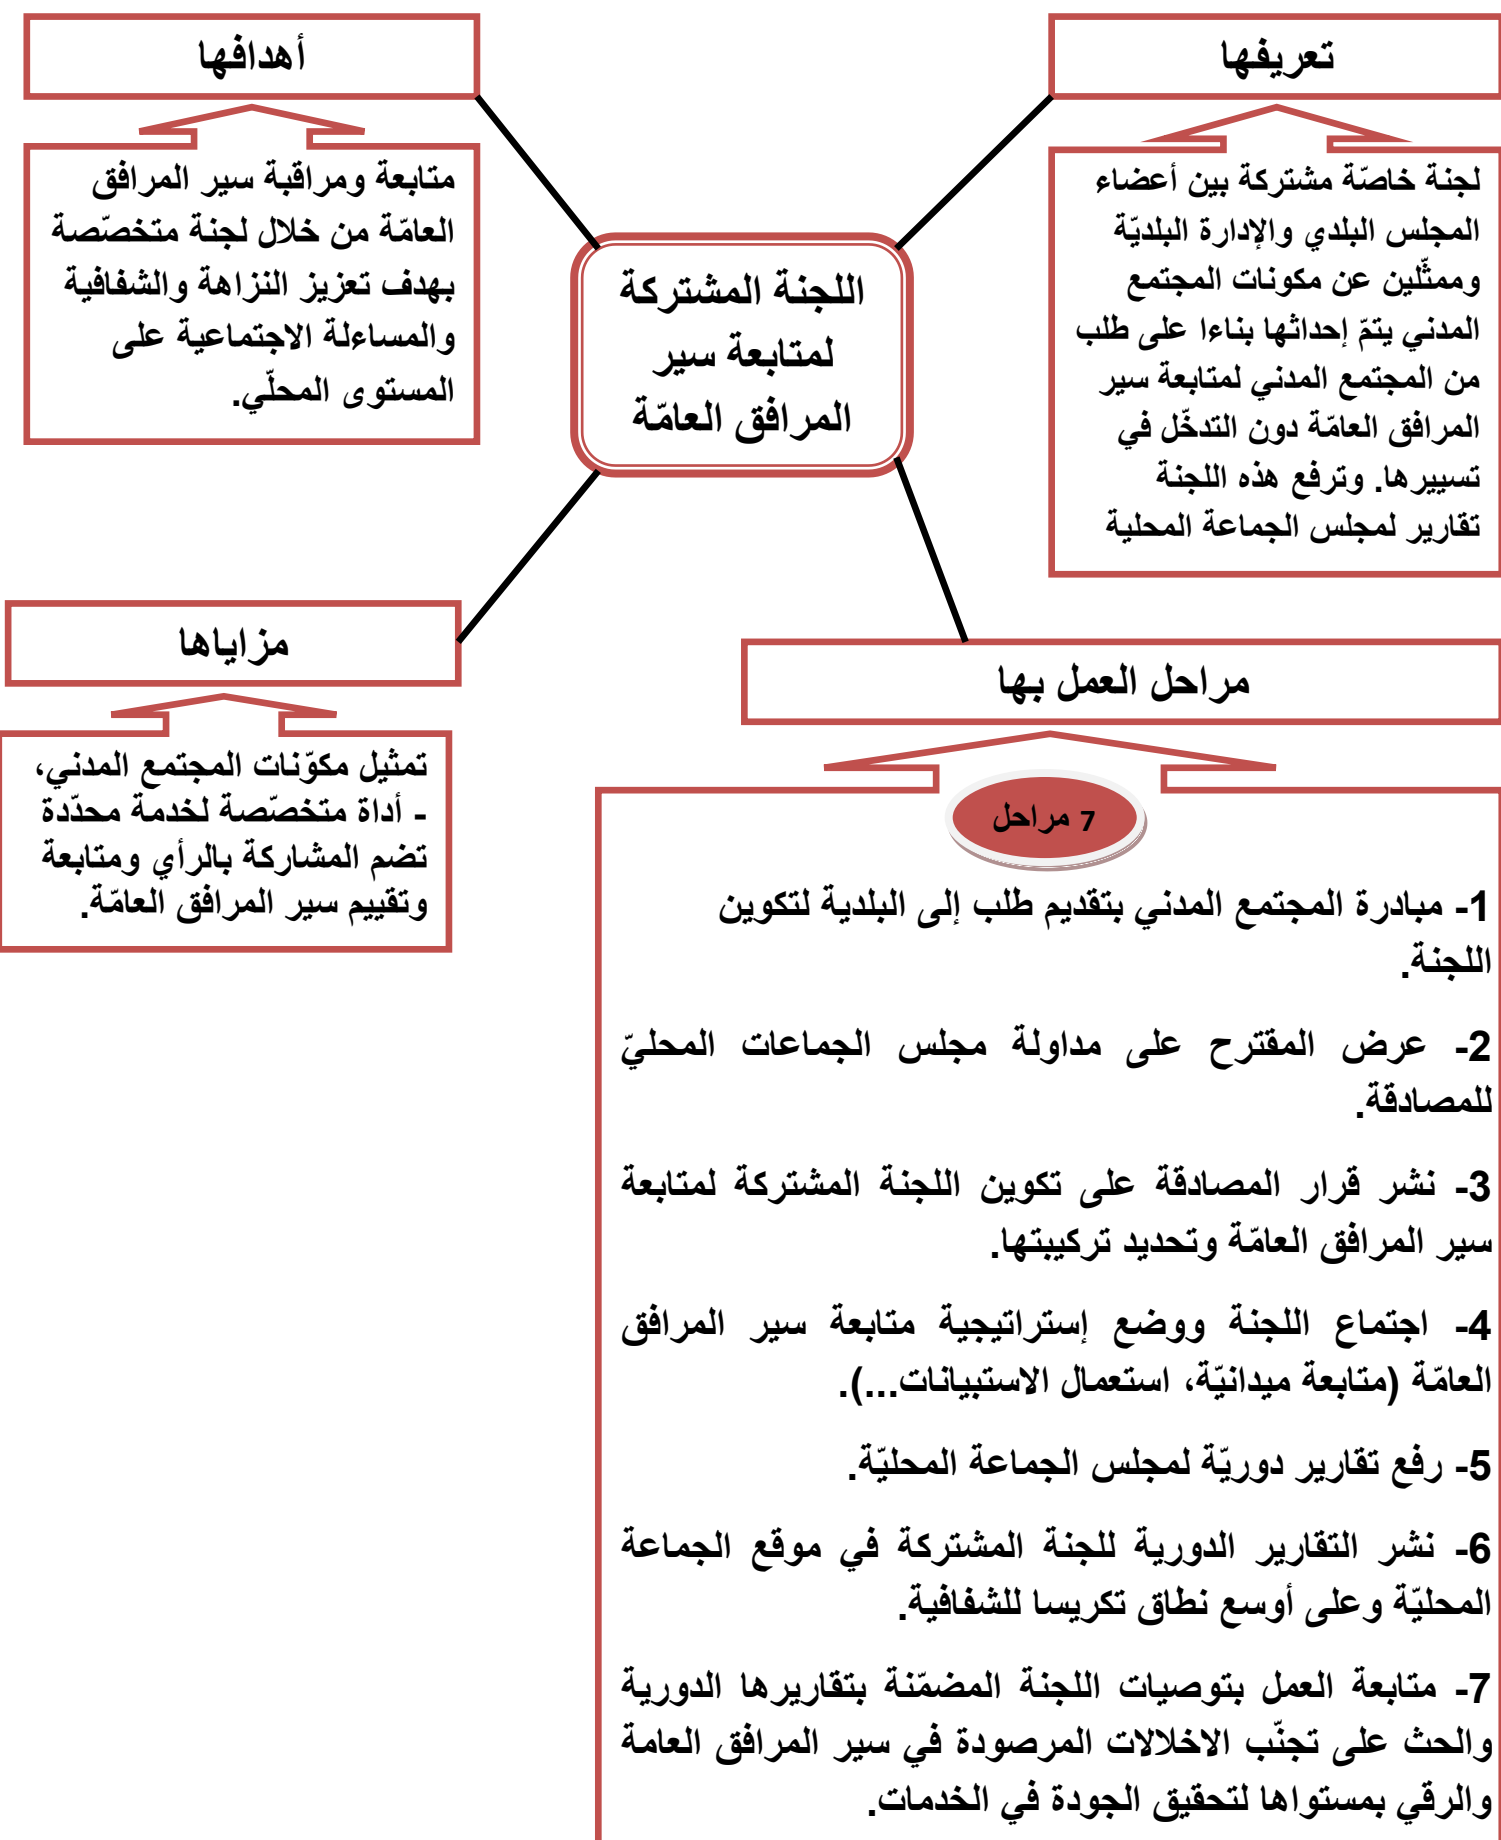 تعريفها
لجنة خاصّة مشتركة بين أعضاء
المجلس البلدي والإدارة البلديّة
وممثّلين عن مكونات المجتمع
المدني يتمّ إحداثها بناءا على طلب
من المجتمع المدني لمتابعة سير
المرافق العامّة دون التدخّل في
تسييرها. وترفع هذه اللجنة
تقارير لمجلس الجماعة المحلية
أهدافها
متابعة ومراقبة سير المرافق
العامّة من خلال لجنة متخصّصة
بهدف تعزيز النزاهة والشفافية
والمساءلة الاجتماعية على
المستوى المحلّي.
اللجنة المشتركة
لمتابعة سير
المرافق العامّة
مزاياها
تمثيل مكوّنات المجتمع المدني،
- أداة متخصّصة لخدمة محدّدة
تضم المشاركة بالرأي ومتابعة
وتقييم سير المرافق العامّة.
مراحل العمل بها
7 مراحل
1- مبادرة المجتمع المدني بتقديم طلب إلى البلدية لتكوين
اللجنة.
2- عرض المقترح على مداولة مجلس الجماعات المحليّ
للمصادقة.
3- نشر قرار المصادقة على تكوين اللجنة المشتركة لمتابعة
سير المرافق العامّة وتحديد تركيبتها.
4- اجتماع اللجنة ووضع إستراتيجية متابعة سير المرافق
العامّة (متابعة ميدانيّة، استعمال الاستبيانات...).
5- رفع تقارير دوريّة لمجلس الجماعة المحليّة.
6- نشر التقارير الدورية للجنة المشتركة في موقع الجماعة
المحليّة وعلى أوسع نطاق تكريسا للشفافية.
7- متابعة العمل بتوصيات اللجنة المضمّنة بتقاريرها الدورية
والحث على تجنّب الاخلالات المرصودة في سير المرافق العامة
والرقي بمستواها لتحقيق الجودة في الخدمات.